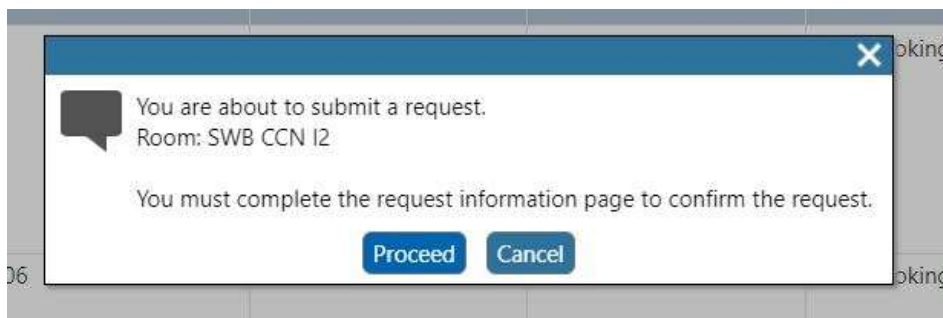 You are about to submit a request.
Room: SWB CCN I2
You must complete the request information page to confirm the request.
Proceed Cancel
06